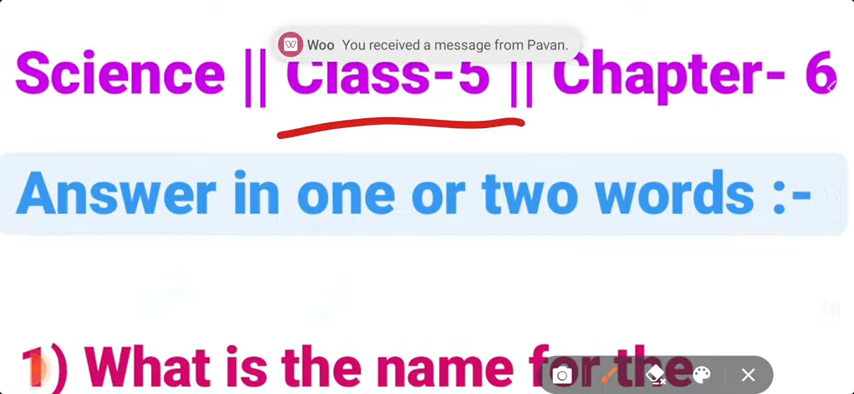 Woo You received a message from Pavan.
Science || Class-5 || Chapter- 6
Answer in one or two words :-
1) What is the name for the